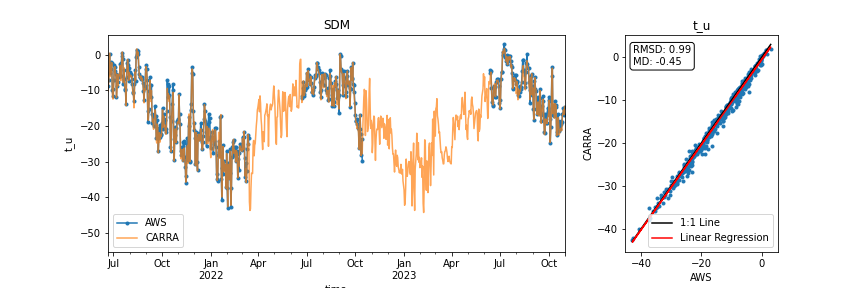 SDM
t_u
0
−10
−20
−30
−40
−50
t_u
AWS
CARRA
Jul
Oct
Jan
2022
Apr
Jul
Oct
Jan
2023
Apr
Jul
Oct
time
t_u
RMSD: 0.99
MD: -0.45
0
−10
−20
−30
−40
CARRA
1:1 Line
Linear Regression
−40
−20
0
AWS